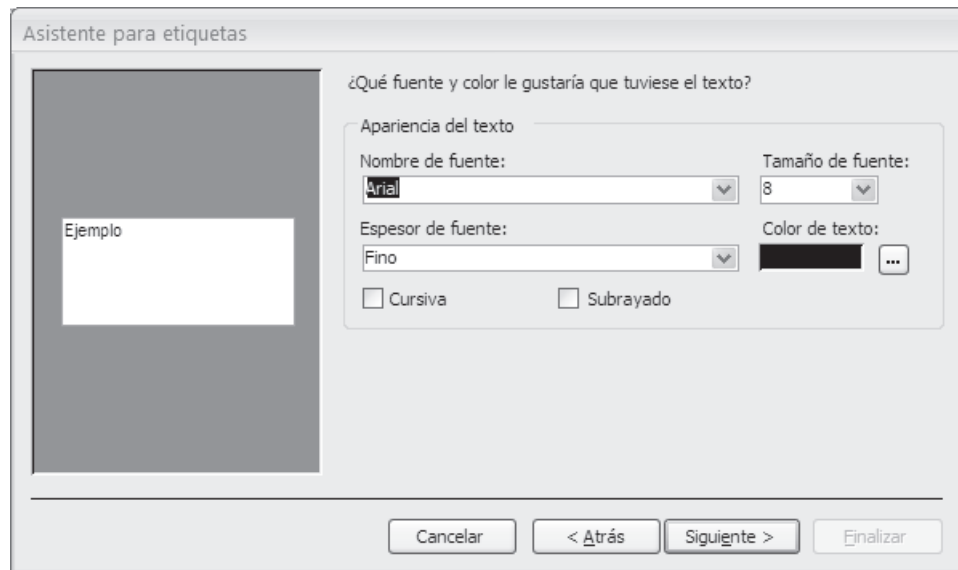 Asistente para etiquetas
¿Qué fuente y color le gustaría que tuviese el texto?
Apariencia del texto
Nombre de fuente: Tamaño de fuente:
Arial 8
Ejemplo
Espesor de fuente: Color de texto:
Fino ...
Cursiva Subrayado
Cancelar < Atrás Siguiente > Finalizar